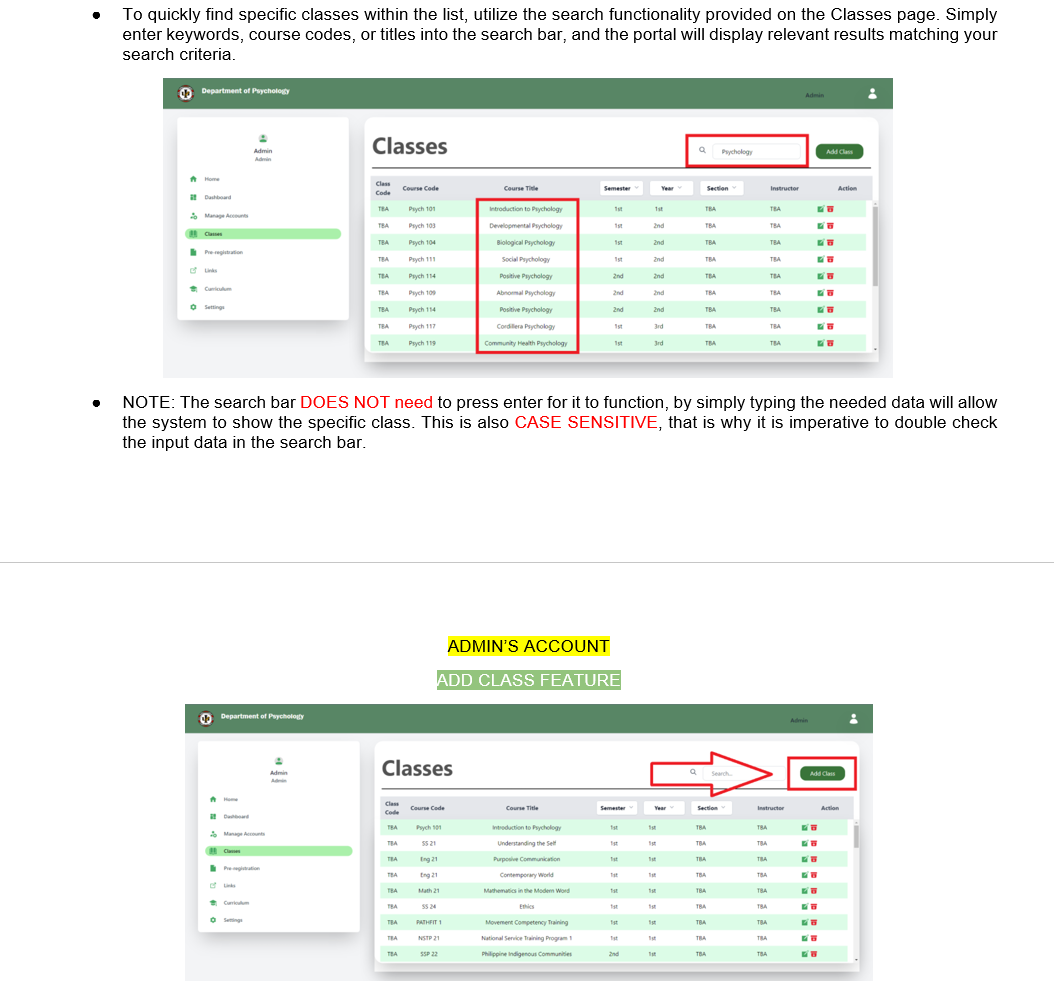 ● To quickly find specific classes within the list, utilize the search functionality provided on the Classes page. Simply
enter keywords, course codes, or titles into the search bar, and the portal will display relevant results matching your
search criteria.
Department of Psychology Admin
Admin
Admin
Home
Dashboard
Manage Accounts
Classes
Pre-registration
Links
Curriculum
Settings
Classes Psychology Add Class
Class Code Course Code Course Title Semester Year Section Instructor Action
TBA Psych 101 Introduction to Psychology 1st 1st TBA TBA
TBA Psych 103 Developmental Psychology 1st 2nd TBA TBA
TBA Psych 104 Biological Psychology 1st 2nd TBA TBA
TBA Psych 111 Social Psychology 1st 2nd TBA TBA
TBA Psych 114 Positive Psychology 2nd 2nd TBA TBA
TBA Psych 109 Abnormal Psychology 2nd 2nd TBA TBA
TBA Psych 114 Positive Psychology 2nd 2nd TBA TBA
TBA Psych 117 Cordillera Psychology 1st 3rd TBA TBA
TBA Psych 119 Community Health Psychology 1st 3rd TBA TBA
● NOTE: The search bar DOES NOT need to press enter for it to function, by simply typing the needed data will allow
the system to show the specific class. This is also CASE SENSITIVE, that is why it is imperative to double check
the input data in the search bar.
ADMIN'S ACCOUNT
ADD CLASS FEATURE
Department of Psychology Admin
Admin
Admin
Home
Dashboard
Manage Accounts
Classes
Pre-registration
Links
Curriculum
Settings
Classes Search.. Add Class
Class Code Course Code Course Title Semester Year Section Instructor Action
TBA Psych 101 Introduction to Psychology 1st 1st TBA TBA
TBA SS 21 Understanding the Self 1st 1st TBA TBA
TBA Eng 21 Purposive Communication 1st 1st TBA TBA
TBA Eng 21 Contemporary World 1st 1st TBA TBA
TBA Math 21 Mathematics in the Modern Word 1st 1st TBA TBA
TBA SS 24 Ethics 1st 1st TBA TBA
TBA PATHFIT 1 Movement Competency Training 1st 1st TBA TBA
TBA NSTP 21 National Service Training Program 1 1st 1st TBA TBA
TBA SSP 22 Philippine Indigenous Communities 2nd 1st TBA TBA